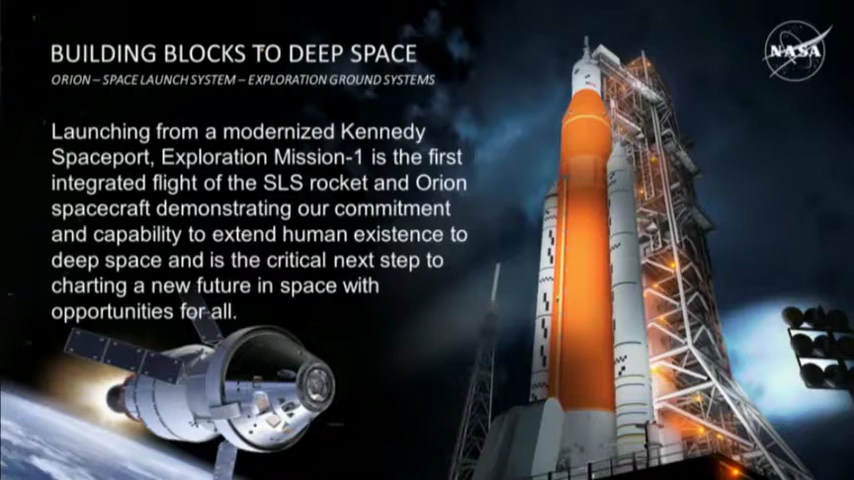 BUILDING BLOCKS TO DEEP SPACE
ORION – SPACE LAUNCH SYSTEM – EXPLORATION GROUND SYSTEMS
Launching from a modernized Kennedy
Spaceport, Exploration Mission-1 is the first
integrated flight of the SLS rocket and Orion
spacecraft demonstrating our commitment
and capability to extend human existence to
deep space and is the critical next step to
charting a new future in space with
opportunities for all.
NASA